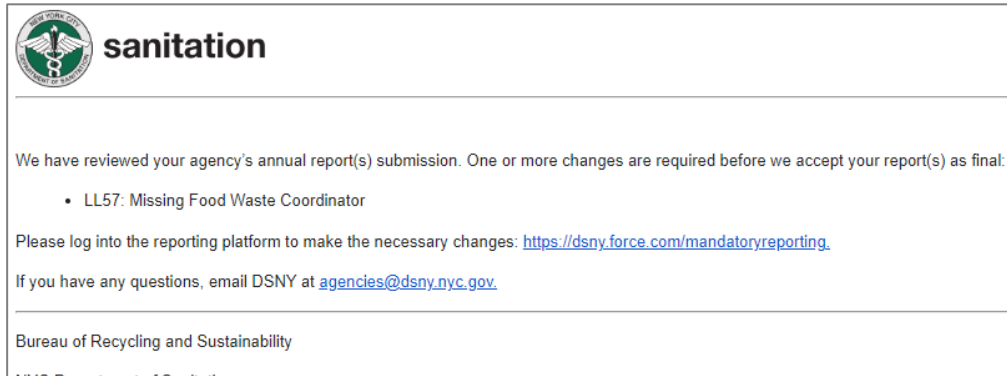 NEW YORK CITY
DEPARTMENT OF SANITATION
sanitation
We have reviewed your agency’s annual report(s) submission. One or more changes are required before we accept your report(s) as final:
• LL57: Missing Food Waste Coordinator
Please log into the reporting platform to make the necessary changes: https://dsny.force.com/mandatoryreporting.
If you have any questions, email DSNY at agencies@dsny.nyc.gov.
Bureau of Recycling and Sustainability